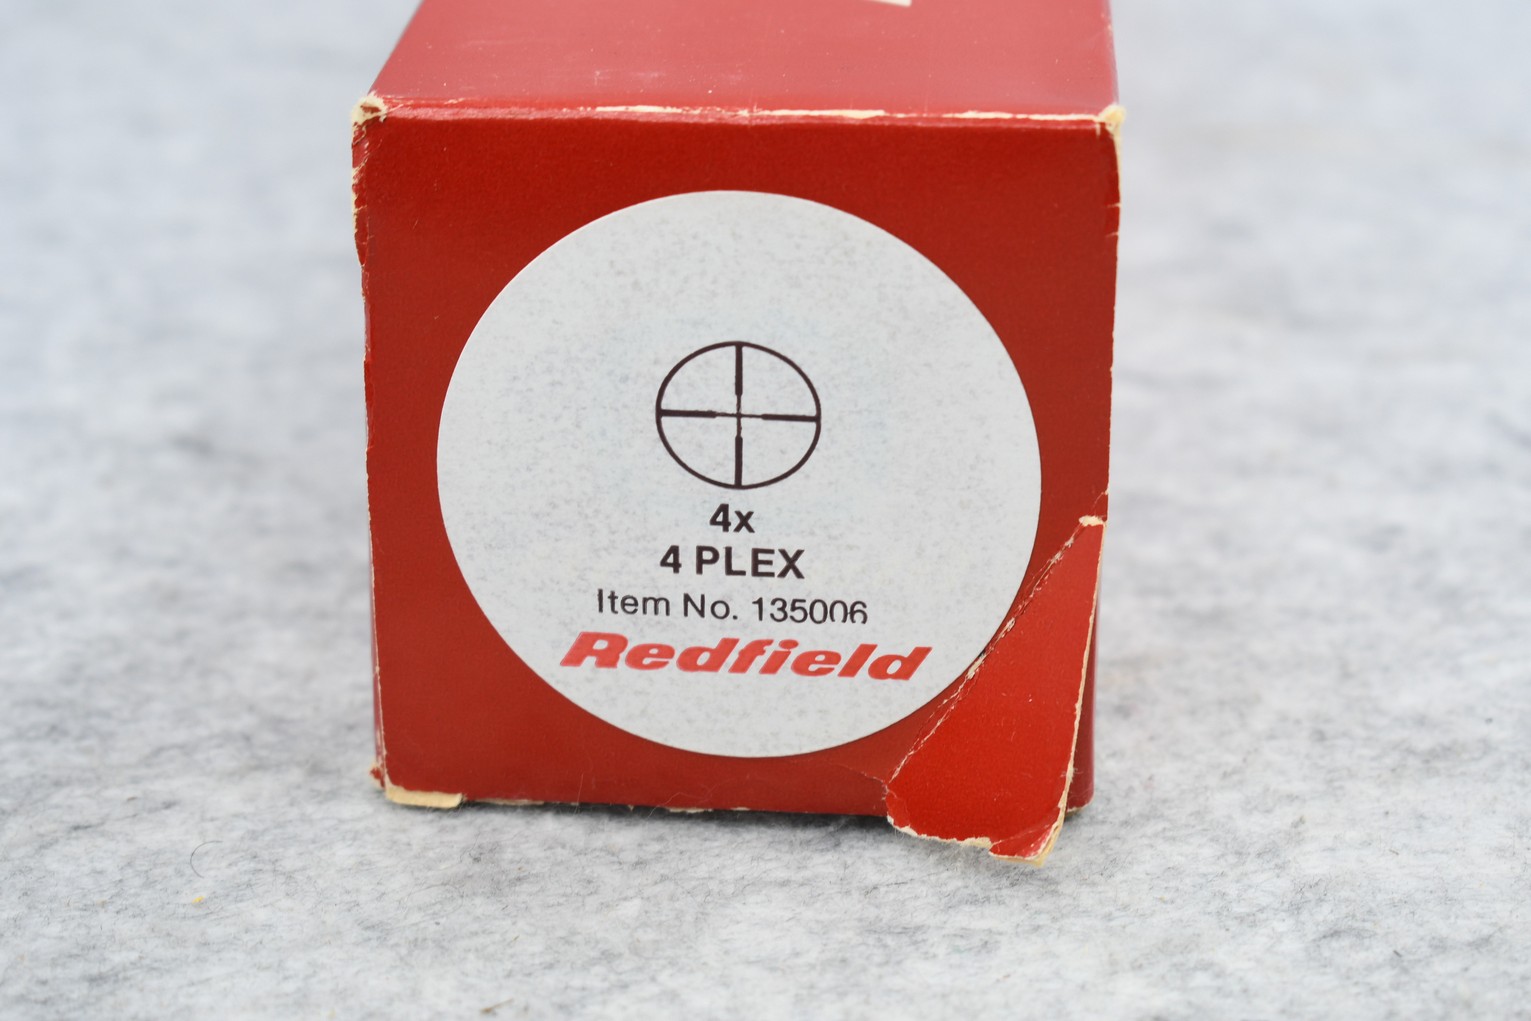 4x
4 PLEX
Item No. 135006
Redfield